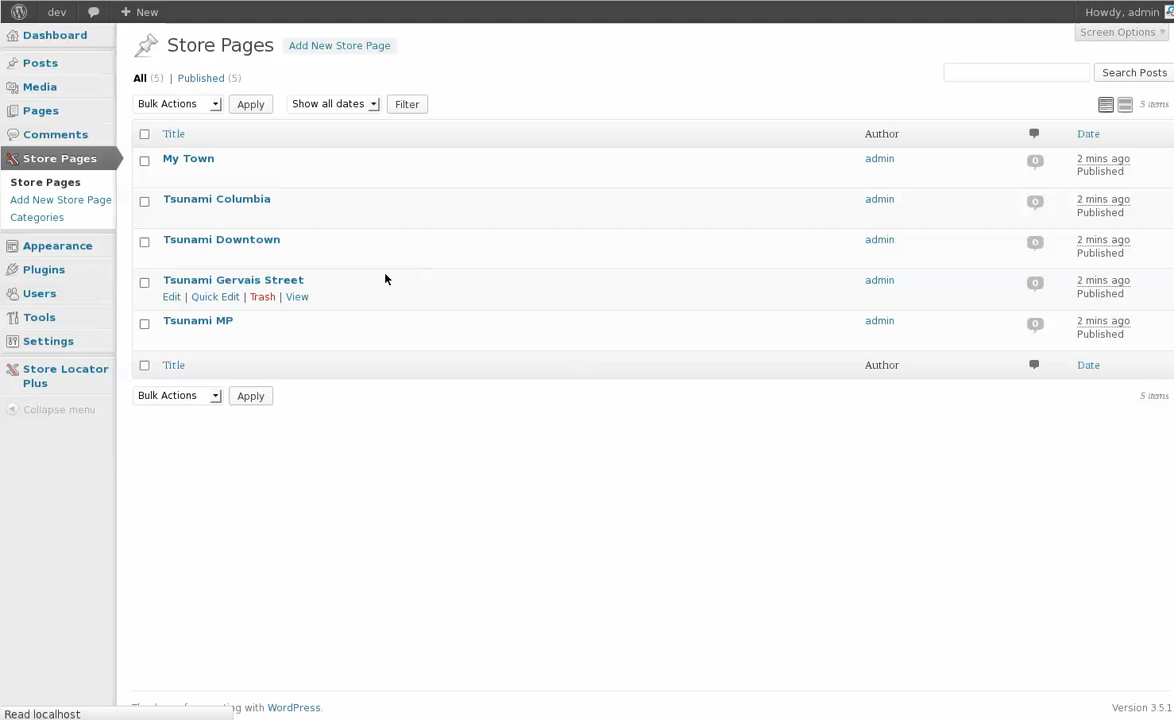 dev + New Howdy, admin
Dashboard
Posts
Media
Pages
Comments
Store Pages
Store Pages
Add New Store Page
Categories
Appearance
Plugins
Users
Tools
Settings
Store Locator
Plus
Collapse menu
Screen Options
Store Pages Add New Store Page
All (5) | Published (5)
Search Posts
Bulk Actions Apply Show all dates Filter 5 items
Title Author Date
My Town admin 0 2 mins ago
Published
Tsunami Columbia admin 0 2 mins ago
Published
Tsunami Downtown admin 0 2 mins ago
Published
Tsunami Gervais Street admin 0 2 mins ago
Edit | Quick Edit | Trash | View Published
Tsunami MP admin 0 2 mins ago
Published
Title Author Date
Bulk Actions Apply 5 items
with WordPress. Version 3.5.1
Read localhost